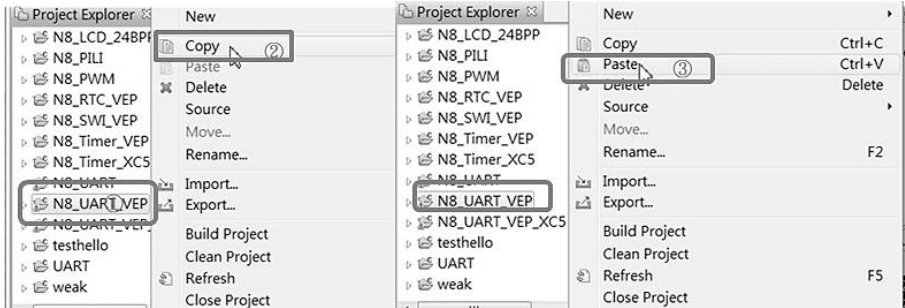 Project Explorer
N8_LCD_24BPP
N8_PILI
N8_PWM
N8_RTC_VEP
N8_SWI_VEP
N8_Timer_VEP
N8_Timer_XC5
N8_UART
N8_UART_VEP
①
N8_UART_VEP_
testhello
UART
weak
New
Copy
②
Paste
Delete
Source
Move...
Rename...
Import...
Export...
Build Project
Clean Project
Refresh
Close Project
Project Explorer
N8_LCD_24BPP
N8_PILI
N8_PWM
N8_RTC_VEP
N8_SWI_VEP
N8_Timer_VEP
N8_Timer_XC5
N8_UART
N8_UART_VEP
N8_UART_VEP_XC5
testhello
UART
weak
New
Copy Ctrl+C
Paste ③ Ctrl+V
Delete Delete
Source
Move...
Rename... F2
Import...
Export...
Build Project
Clean Project
Refresh F5
Close Project